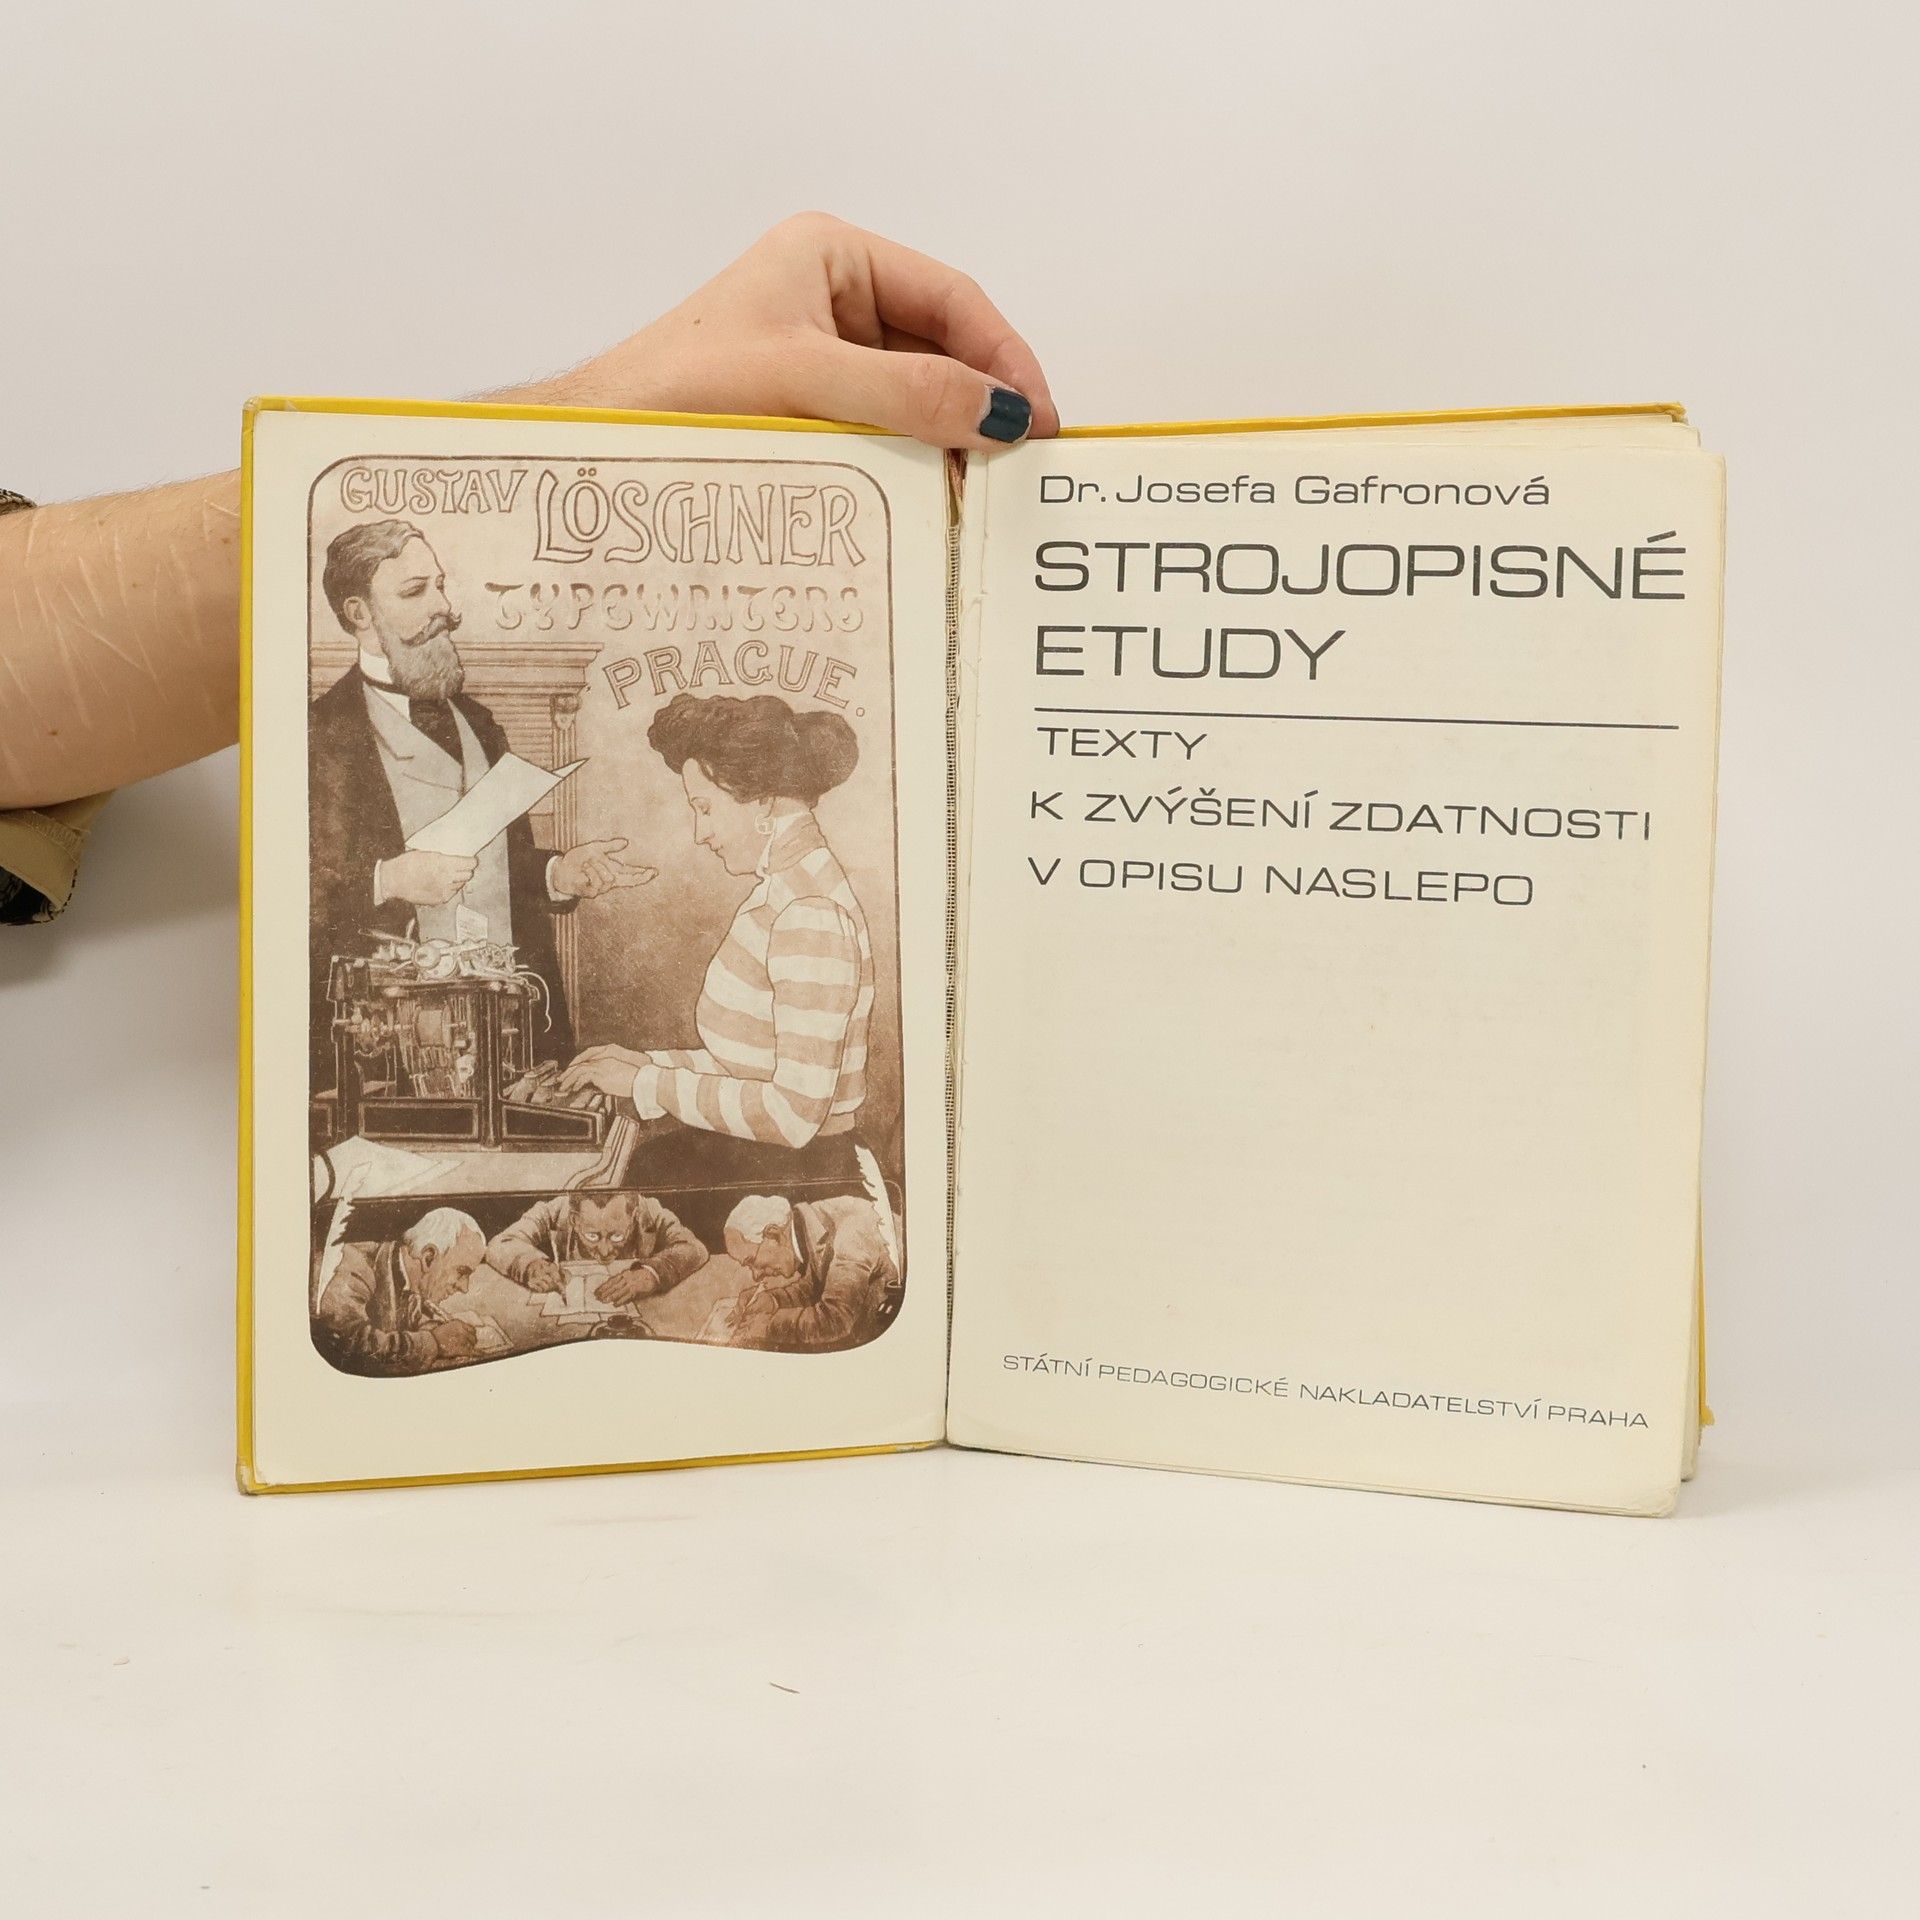 GUSTAV LÖSCHNER
TYPEWRITERS
PRAGUE.
Dr. Josefa Gafronová
STROJOPISNÉ
ETUDY
TEXTY
K ZVÝŠENÍ ZDATNOSTI
V OPISU NASLEPO
STÁTNÍ PEDAGOGICKÉ NAKLADATELSTVÍ PRAHA